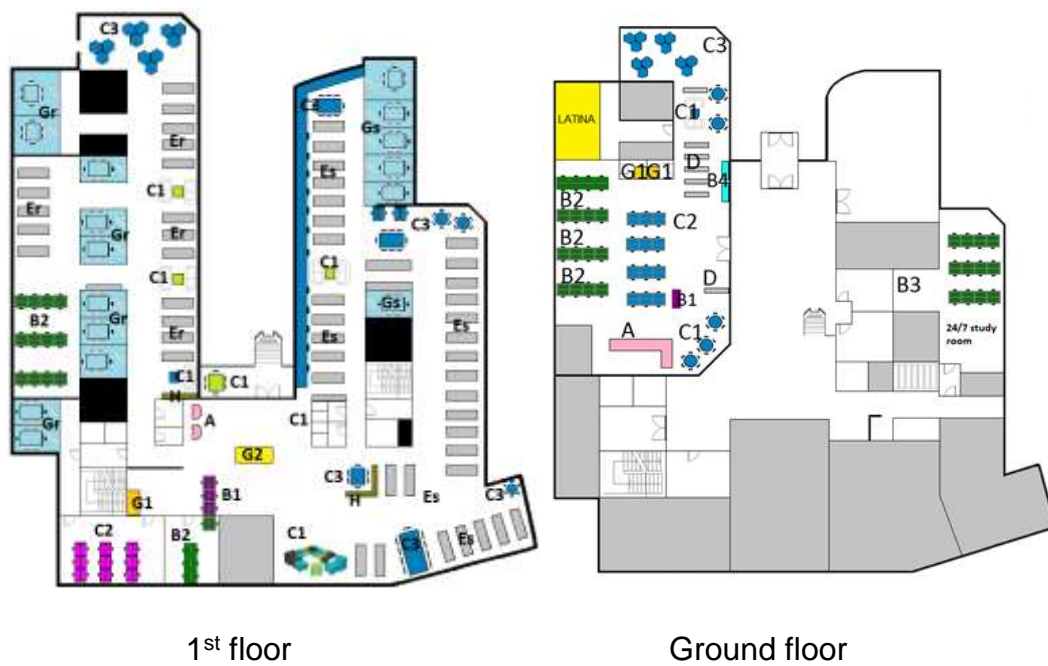 C3
Gr
Er
C1
Er
Er
Gr
C1
Gr
B2
Er
C1
C1
H
Gr
A
G2
C1
G1
B1
C2
B2
C1
C3
Gs
Es
C3
C1
Gs
Es
Es
C3
H
Es
C3
C3
Es
C3
C1
LATINA
D
G1G1
B4
B2
C2
B2
B2
D
B1
A
C1
B3
24/7 study
room
1st floor
Ground floor